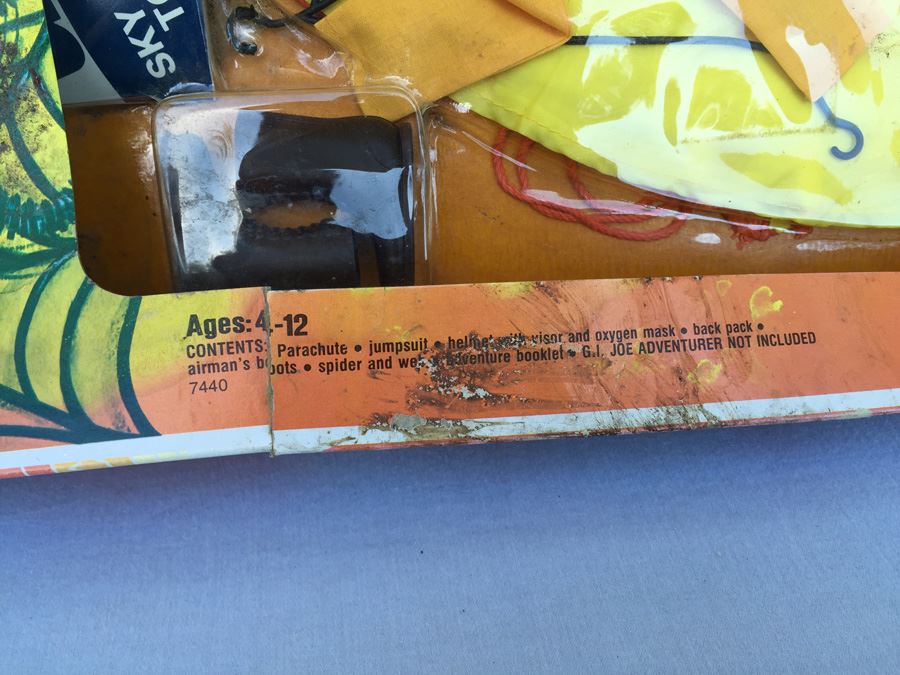 SKY
TO
Ages: 4-12
CONTENTS: Parachute • jumpsuit • helmet with visor and oxygen mask • back pack •
airman's boots • spider and web • adventure booklet • G.I. JOE ADVENTURER NOT INCLUDED
7440